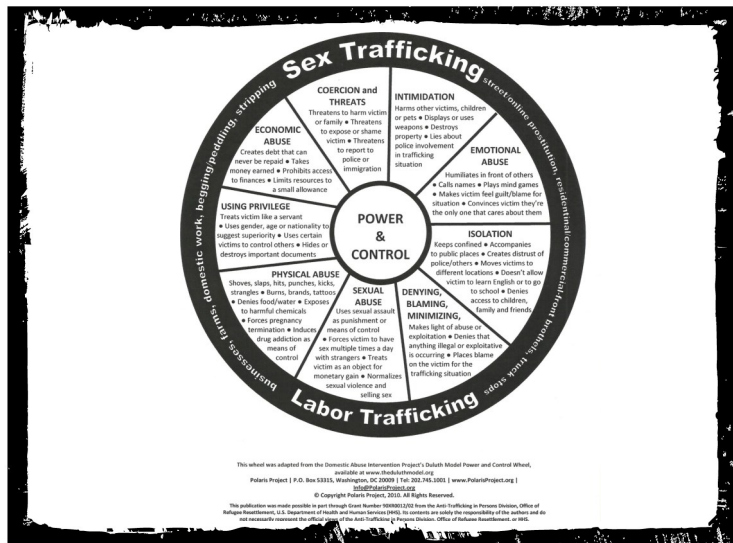 Sex Trafficking
street/online prostitution, residentinal/commercial-front brothels, truck stops
Labor Trafficking
businesses, farms, domestic work, begging/peddling, stripping
POWER
&
CONTROL
COERCION and
THREATS
Threatens to harm victim
or family ● Threatens
to expose or shame
victim ● Threatens
to report to
police or
immigration
INTIMIDATION
Harms other victims, children
or pets ● Displays or uses
weapons ● Destroys
property ● Lies about
police involvement
in trafficking
situation
EMOTIONAL
ABUSE
Humiliates in front of others
● Calls names ● Plays mind games
● Makes victim feel guilt/blame for
situation ● Convinces victim they're
the only one that cares about them
ISOLATION
Keeps confined ● Accompanies
to public places ● Creates distrust of
police/others ● Moves victims to
different locations ● Doesn't allow
victim to learn English or to go
to school ● Denies
access to children,
family and friends
DENYING,
BLAMING,
MINIMIZING,
Makes light of abuse or
exploitation ● Denies that
anything illegal or exploitative
is occurring ● Places blame
on the victim for the
trafficking situation
SEXUAL
ABUSE
Uses sexual assault
as punishment or
means of control
● Forces victim to have
sex multiple times a day
with strangers ● Treats
victim as an object for
monetary gain ● Normalizes
sexual violence and
selling sex
PHYSICAL ABUSE
Shoves, slaps, hits, punches, kicks,
strangles ● Burns, brands, tattoos
● Denies food/water ● Exposes
to harmful chemicals
● Forces pregnancy
termination ● Induces
drug addiction as
means of
control
USING PRIVILEGE
Treats victim like a servant
● Uses gender, age or nationality to
suggest superiority ● Uses certain
victims to control others ● Hides or
destroys important documents
ECONOMIC
ABUSE
Creates debt that can
never be repaid ● Takes
money earned ● Prohibits access
to finances ● Limits resources to
a small allowance
This wheel was adapted from the Domestic Abuse Intervention Project's Duluth Model Power and Control Wheel,
available at www.theduluthmodel.org
Polaris Project | P.O. Box 53315, Washington, DC 20009 | Tel: 202.745.1001 | www.PolarisProject.org |
Info@PolarisProject.org
© Copyright Polaris Project, 2010. All Rights Reserved.
This publication was made possible in part through Grant Number 90XR0012/02 from the Anti-Trafficking in Persons Division, Office of
Refugee Resettlement, U.S. Department of Health and Human Services (HHS). Its contents are solely the responsibility of the authors and do
not necessarily represent the official views of the Anti-Trafficking in Persons Division, Office of Refugee Resettlement, or HHS.